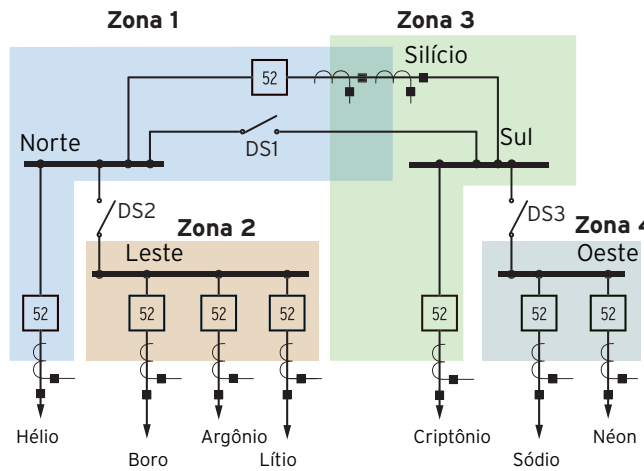 Zona 1
Zona 3
52
Silício
Norte
DS1
Sul
DS2
DS3
Zona 2
Zona 4
Leste
Oeste
52
52
52
52
52
52
52
Hélio
Argônio
Criptônio
Néon
Boro
Lítio
Sódio